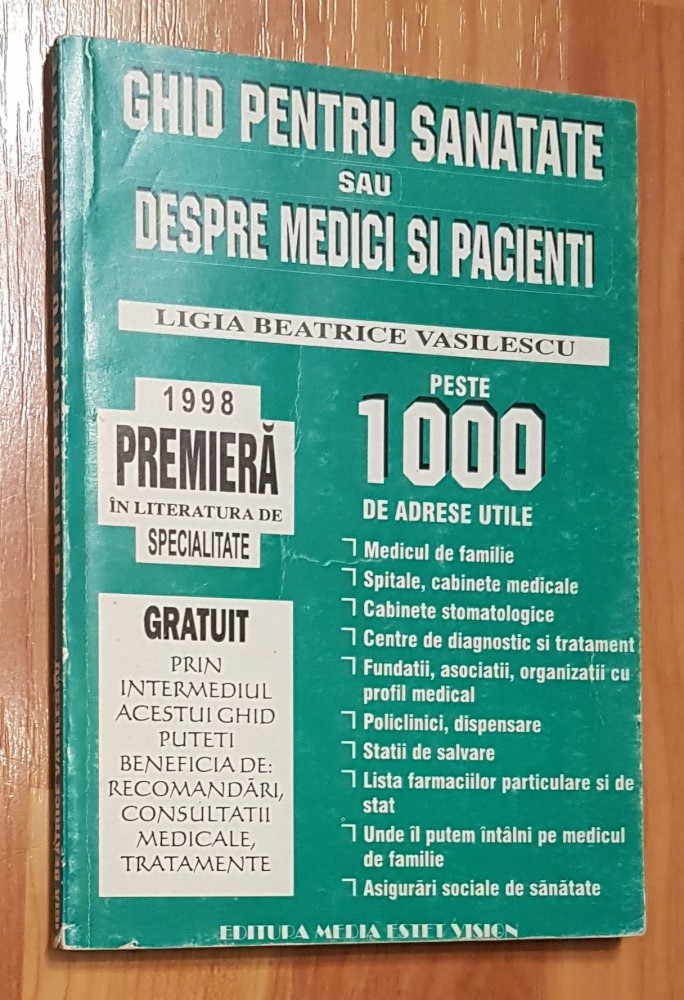 GHID PENTRU SANATATE
SAU
DESPRE MEDICI SI PACIENTI
LIGIA BEATRICE VASILESCU
1998
PREMIERĂ
ÎN LITERATURA DE
SPECIALITATE
GRATUIT
PRIN
INTERMEDIUL
ACESTUI GHID
PUTETI
BENEFICIA DE:
RECOMANDĂRI,
CONSULTATII
MEDICALE,
TRATAMENTE
PESTE
1000
DE ADRESE UTILE
Medicul de familie
Spitale, cabinete medicale
Cabinete stomatologice
Centre de diagnostic si tratament
Fundatii, asociatii, organizații cu
profil medical
Policlinici, dispensare
Statii de salvare
Lista farmaciilor particulare si de
stat
Unde îl putem întâlni pe medicul
de familie
Asigurări sociale de sănătate
EDITURA MEDIA ESTET VISION